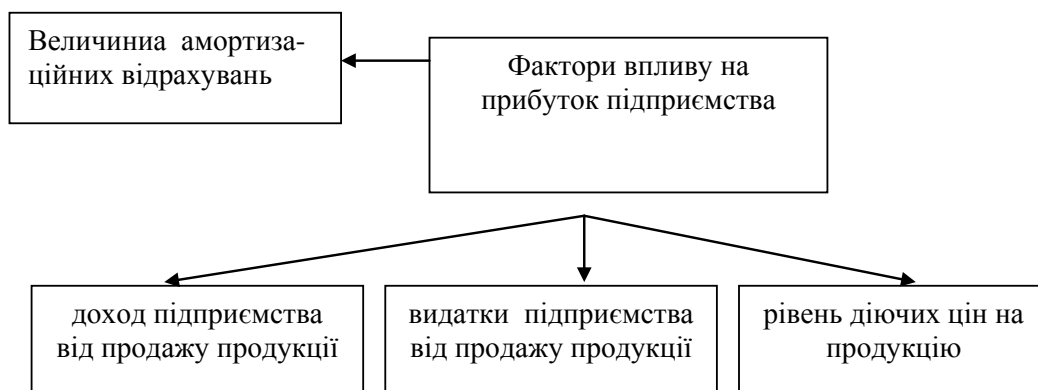 Величиниа амортиза-
ційних відрахувань
Фактори впливу на
прибуток підприємства
доход підприємства
від продажу продукції
видатки підприємства
від продажу продукції
рівень діючих цін на
продукцію